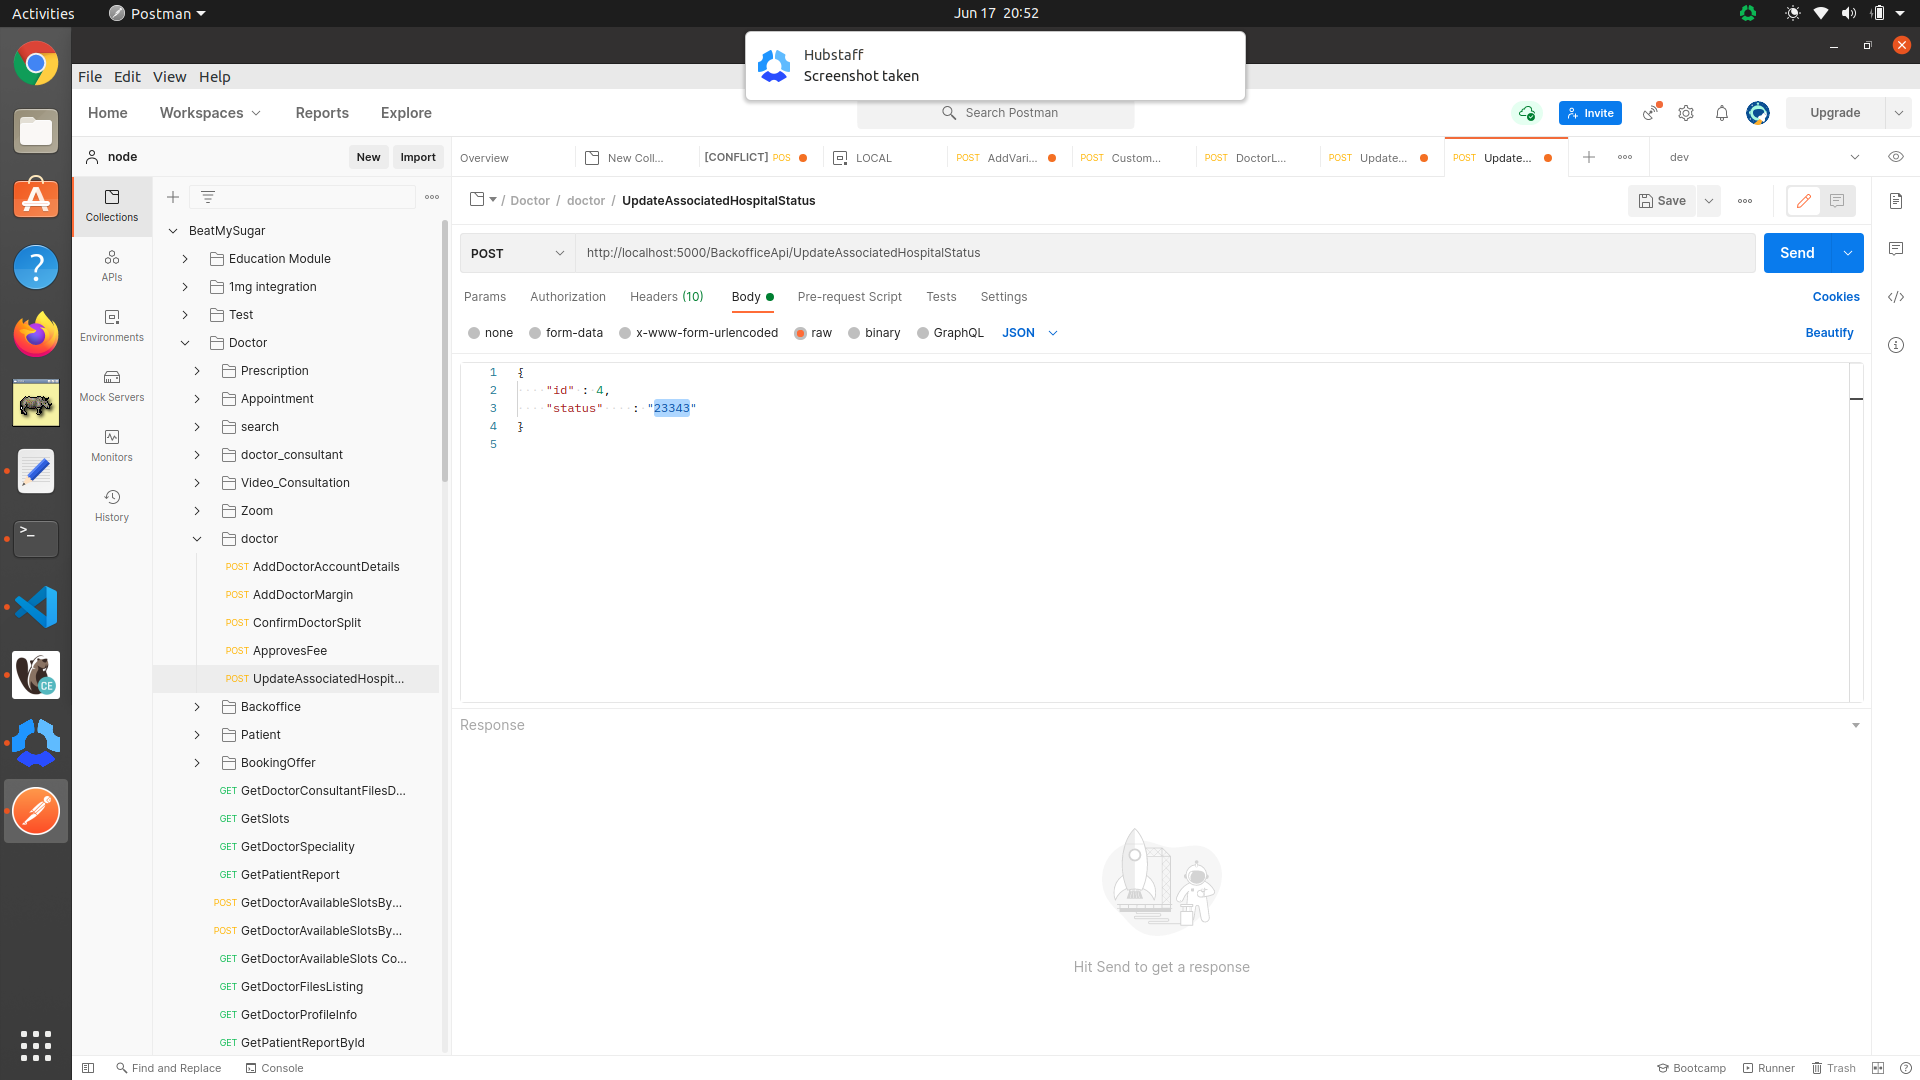 Activities
Postman
Jun 17 20:52
Hubstaff
Screenshot taken
File Edit View Help
Home Workspaces Reports Explore
Search Postman
Invite
Upgrade
node
New
Import
Overview
New Coll...
[CONFLICT] POS
LOCAL
POST AddVari...
POST Custom...
POST DoctorL...
POST Update...
POST Update...
dev
Collections
APIs
Environments
Mock Servers
Monitors
History
BeatMySugar
Education Module
1mg integration
Test
Doctor
Prescription
Appointment
search
doctor_consultant
Video_Consultation
Zoom
doctor
POST AddDoctorAccountDetails
POST AddDoctorMargin
POST ConfirmDoctorSplit
POST ApprovesFee
POST UpdateAssociatedHospit...
Backoffice
Patient
BookingOffer
GET GetDoctorConsultantFilesD...
GET GetSlots
GET GetDoctorSpeciality
GET GetPatientReport
POST GetDoctorAvailableSlotsBy...
POST GetDoctorAvailableSlotsBy...
GET GetDoctorAvailableSlots Co...
GET GetDoctorFilesListing
GET GetDoctorProfileInfo
GET GetPatientReportById
/ Doctor / doctor / UpdateAssociatedHospitalStatus
Save
POST
http://localhost:5000/BackofficeApi/UpdateAssociatedHospitalStatus
Send
Params Authorization Headers (10) Body Pre-request Script Tests Settings
Cookies
none form-data x-www-form-urlencoded raw binary GraphQL JSON
Beautify
1 {
2 "id" : 4,
3 "status" : "23343"
4 }
5
Response
Hit Send to get a response
Find and Replace
Console
Bootcamp
Runner
Trash